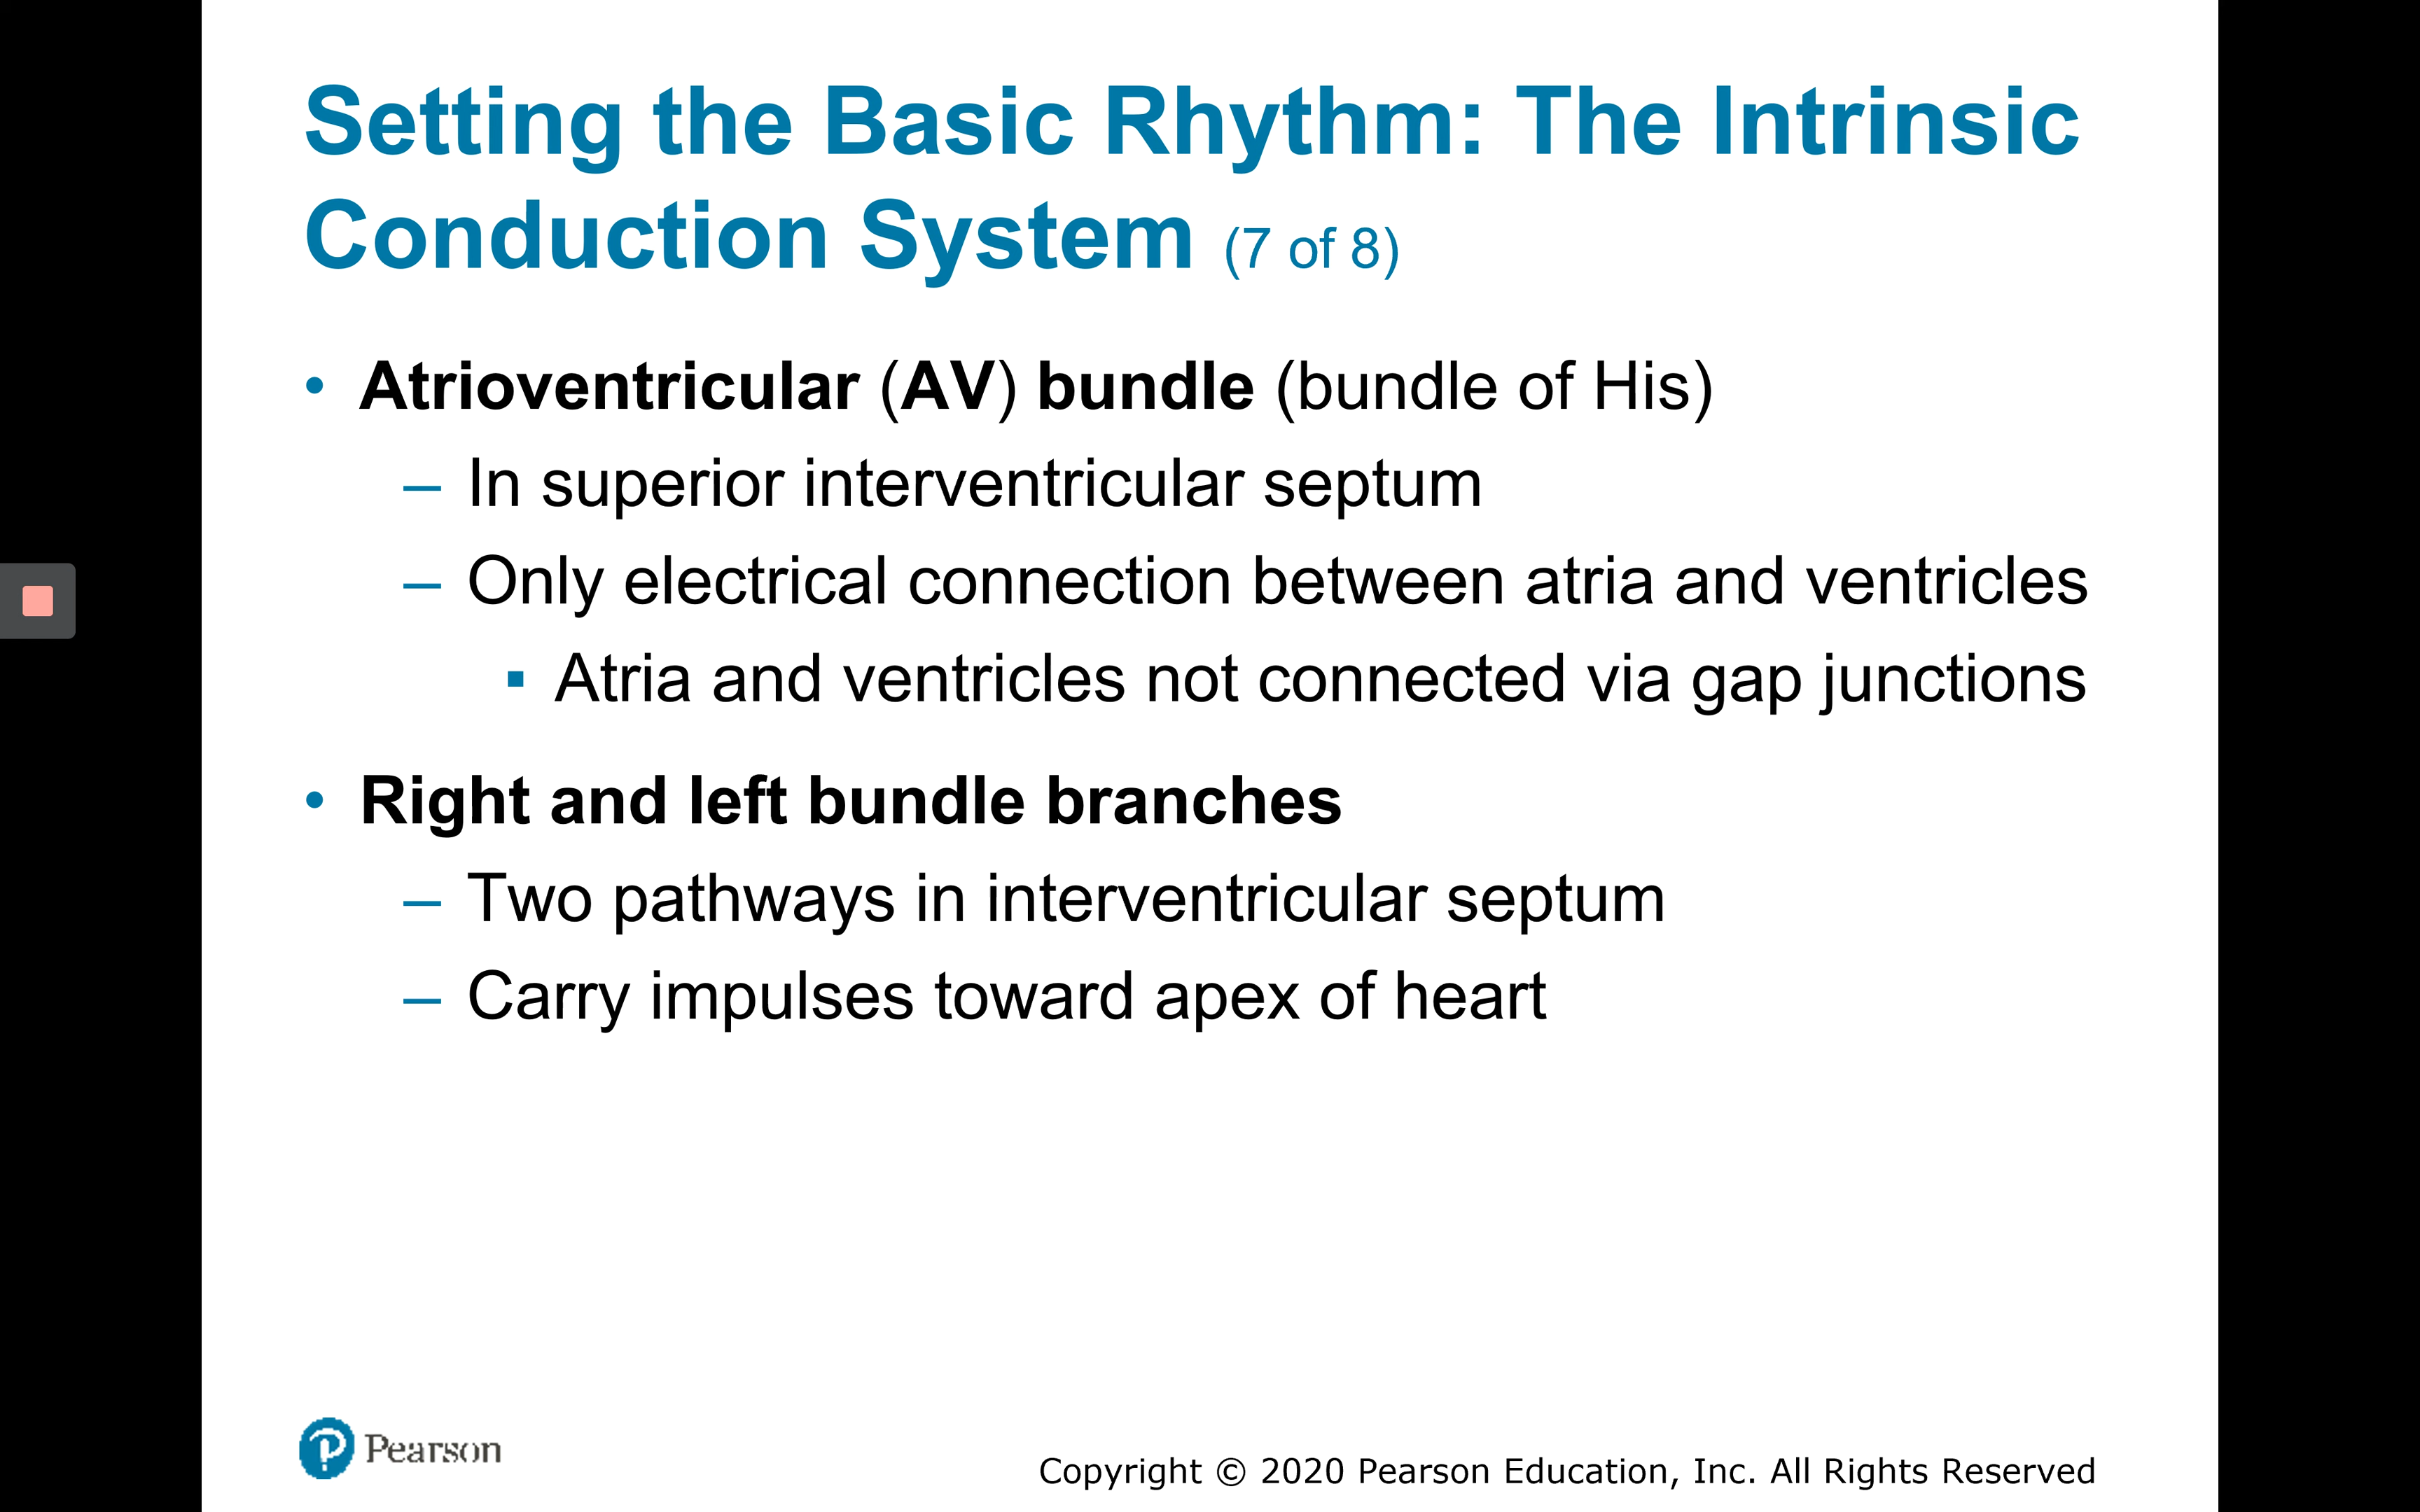 Setting the Basic Rhythm: The Intrinsic
Conduction System (7 of 8)
• Atrioventricular (AV) bundle (bundle of His)
– In superior interventricular septum
– Only electrical connection between atria and ventricles
▪ Atria and ventricles not connected via gap junctions
• Right and left bundle branches
– Two pathways in interventricular septum
– Carry impulses toward apex of heart
Pearson
Copyright © 2020 Pearson Education, Inc. All Rights Reserved